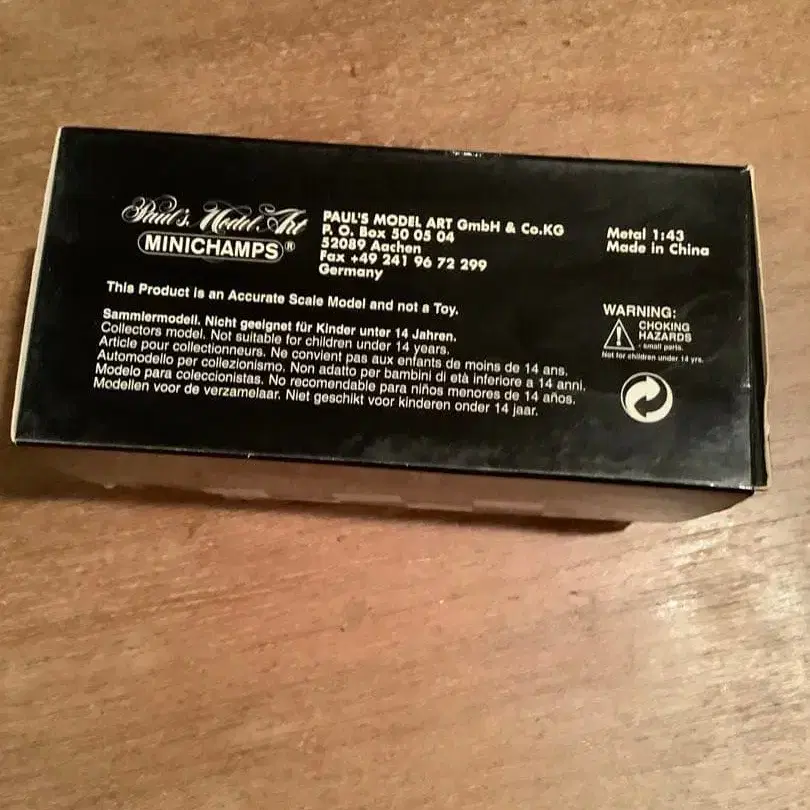 Paul's Model Art
MINICHAMPS®
PAUL'S MODEL ART GmbH & Co.KG
P. O. Box 50 05 04
52089 Aachen
Fax +49 241 96 72 299
Germany
Metal 1:43
Made in China
This Product is an Accurate Scale Model and not a Toy.
Sammlermodell. Nicht geeignet für Kinder unter 14 Jahren.
Collectors model. Not suitable for children under 14 years.
Article pour collectionneurs. Ne convient pas aux enfants de moins de 14 ans.
Automodello per collezionismo. Non adatto per bambini di età inferiore a 14 anni.
Modelo para coleccionistas. No recomendable para niños menores de 14 años.
Modellen voor de verzamelaar. Niet geschikt voor kinderen onder 14 jaar.
WARNING:
CHOKING
HAZARDS
- small parts.
Not for children under 14 yrs.